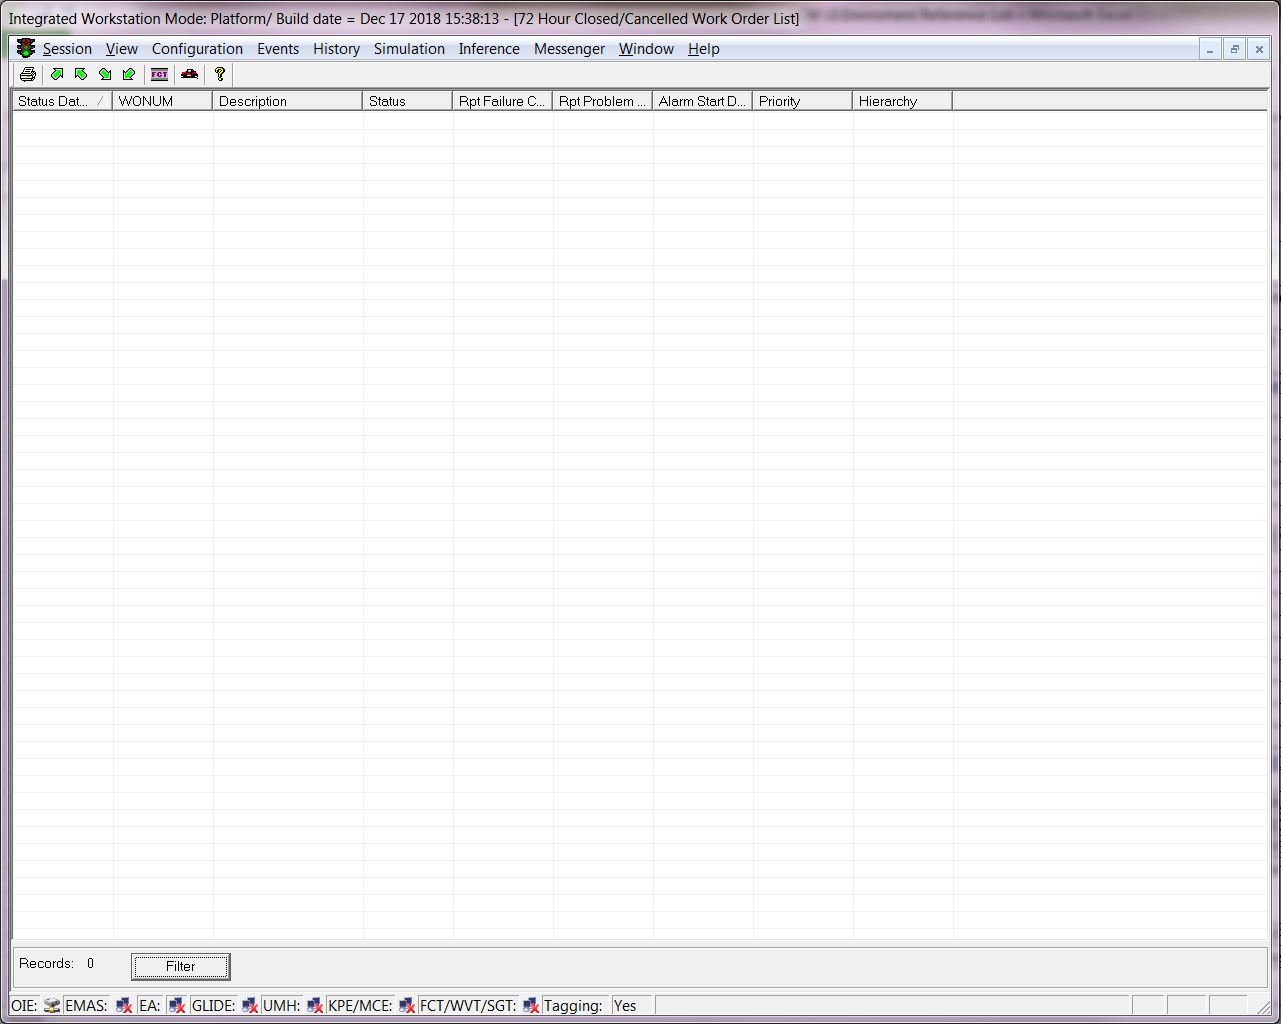 Integrated Workstation Mode: Platform/ Build date = Dec 17 2018 15:38:13 - [72 Hour Closed/Cancelled Work Order List]
Session View Configuration Events History Simulation Inference Messenger Window Help
FCT ?
Status Dat... WONUM Description Status Rpt Failure C... Rpt Problem ... Alarm Start D... Priority Hierarchy
Records: 0 Filter
OIE: EMAS: EA: GLIDE: UMH: KPE/MCE: FCT/WVT/SGT: Tagging: Yes